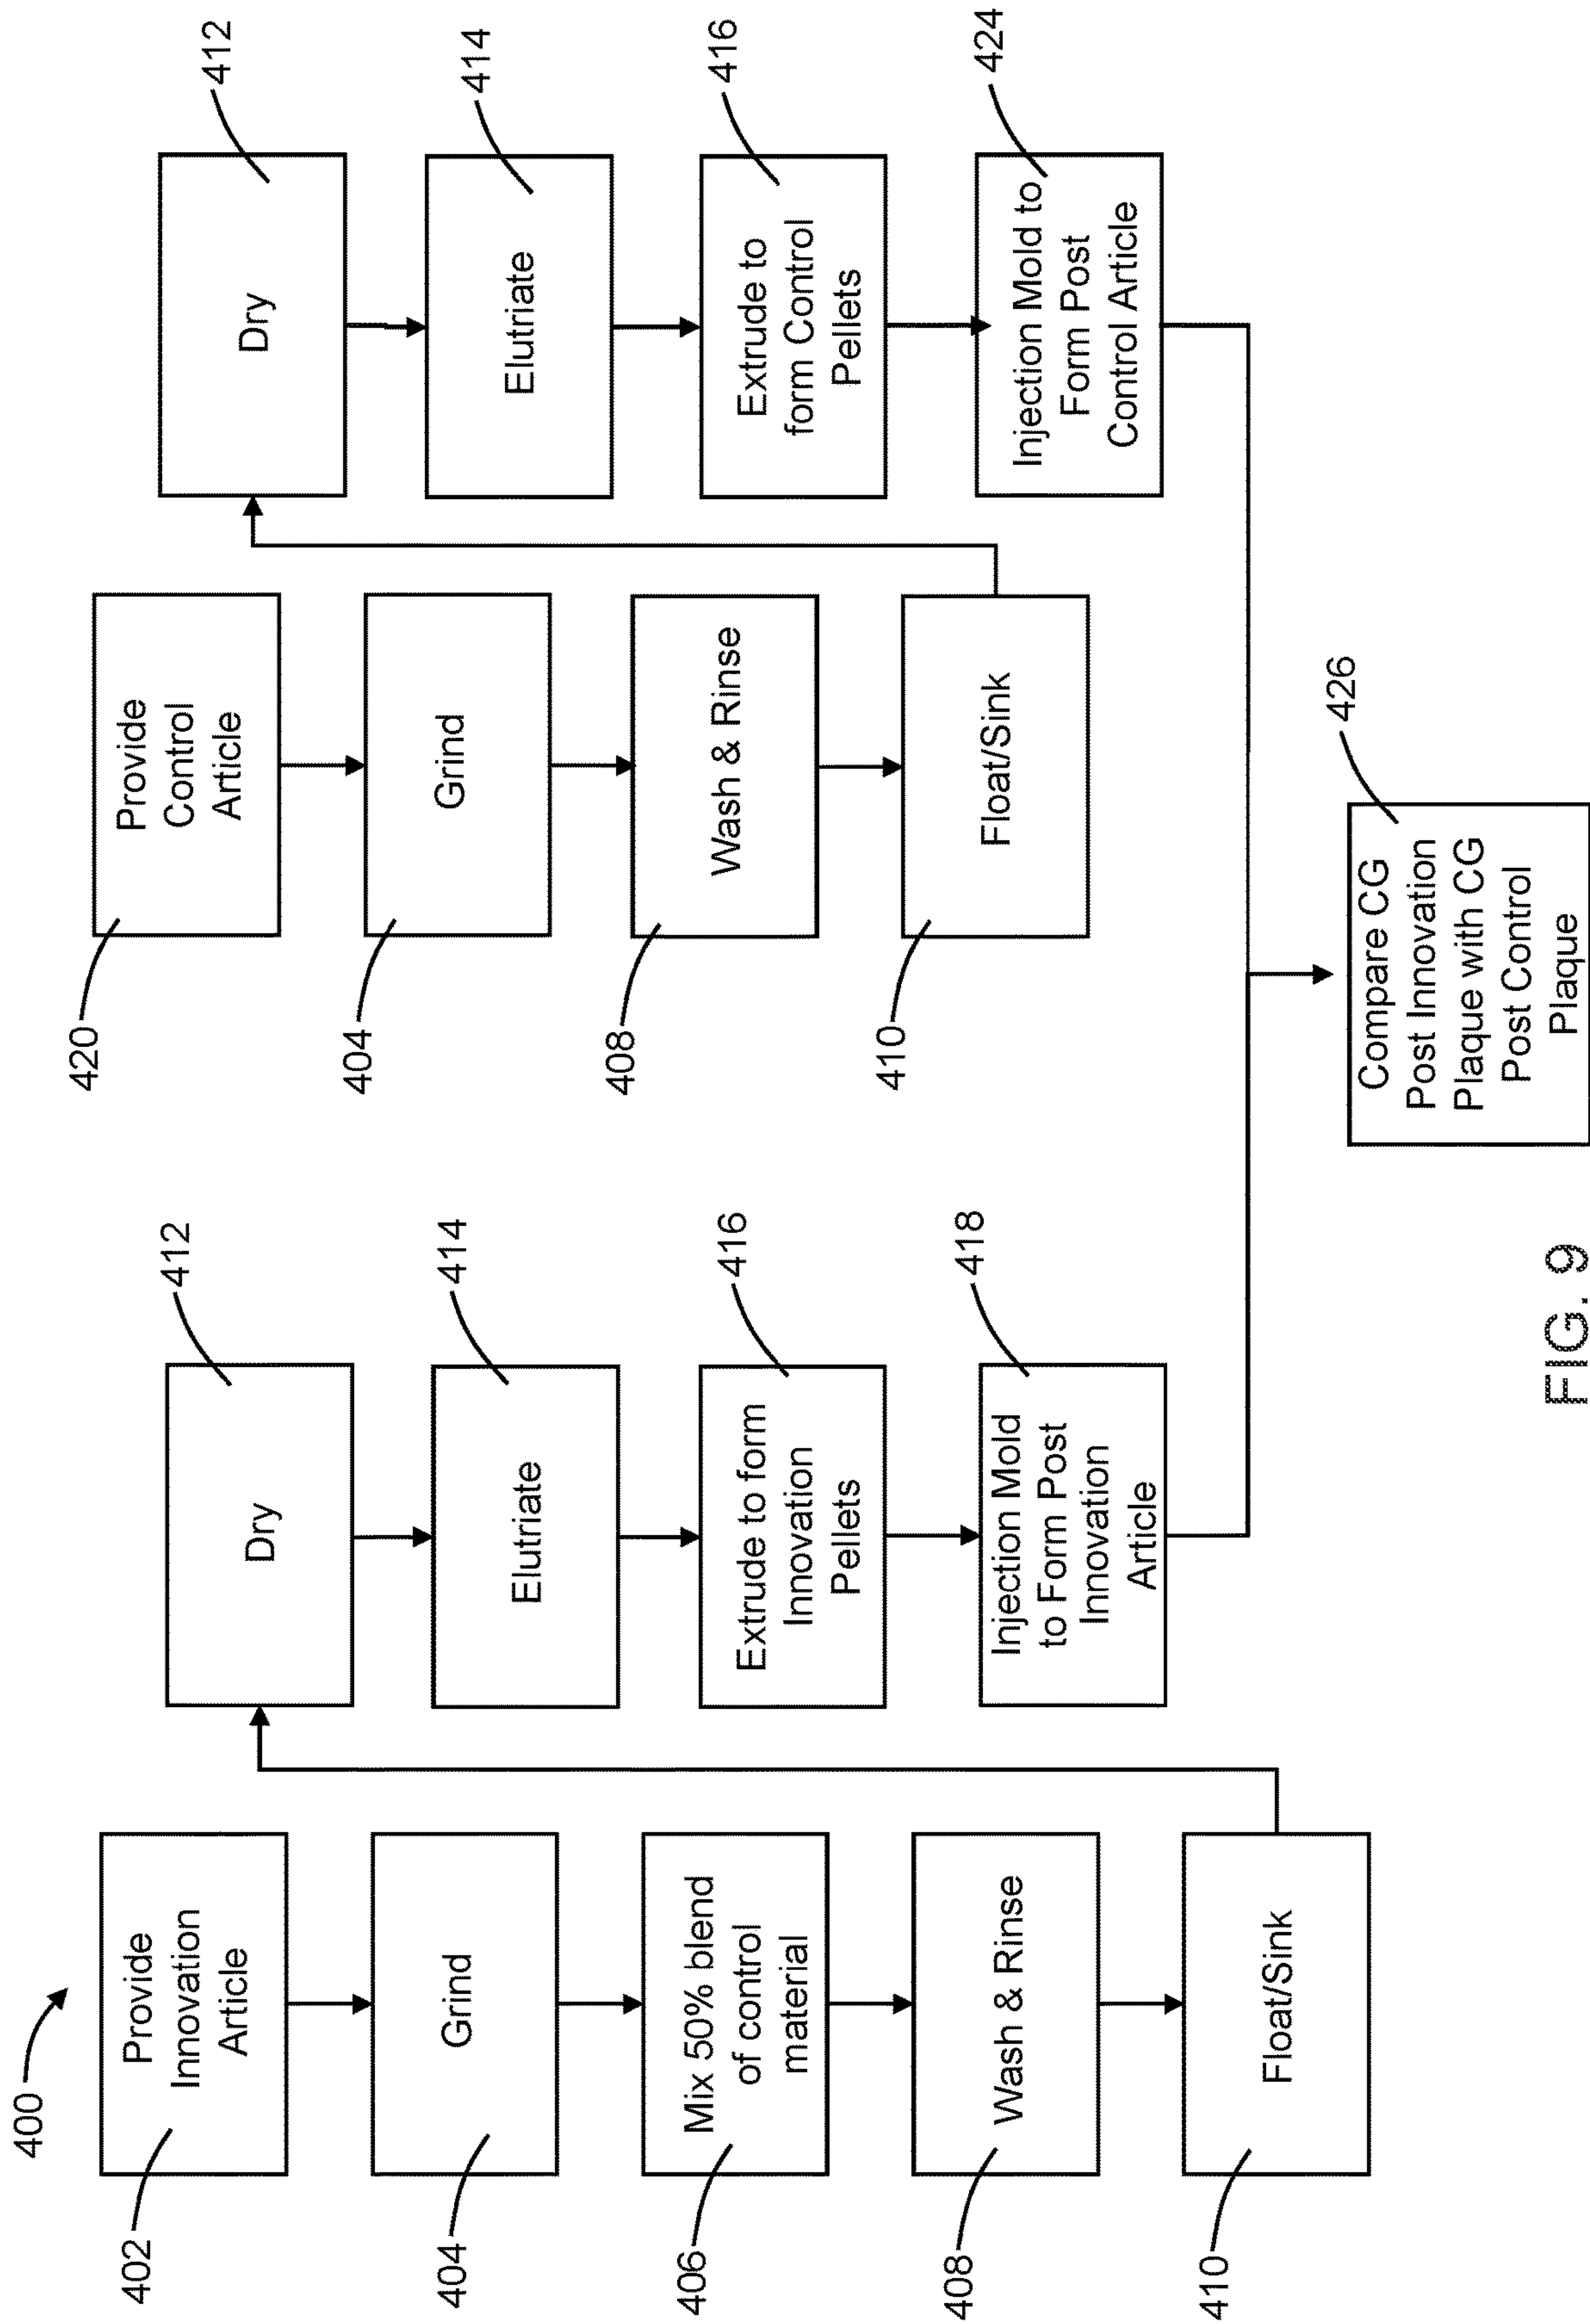 400
402
Provide
Innovation
Article
404
Grind
406
Mix 50% blend
of control
material
408
Wash & Rinse
410
Float/Sink
412
Dry
414
Elutriate
416
Extrude to form
Innovation
Pellets
418
Injection Mold
to Form Post
Innovation
Article
420
Provide
Control
Article
404
Grind
408
Wash & Rinse
410
Float/Sink
412
Dry
414
Elutriate
416
Extrude to
form Control
Pellets
424
Injection Mold to
Form Post
Control Article
426
Compare CG
Post Innovation
Plaque with CG
Post Control
Plaque
FIG. 9